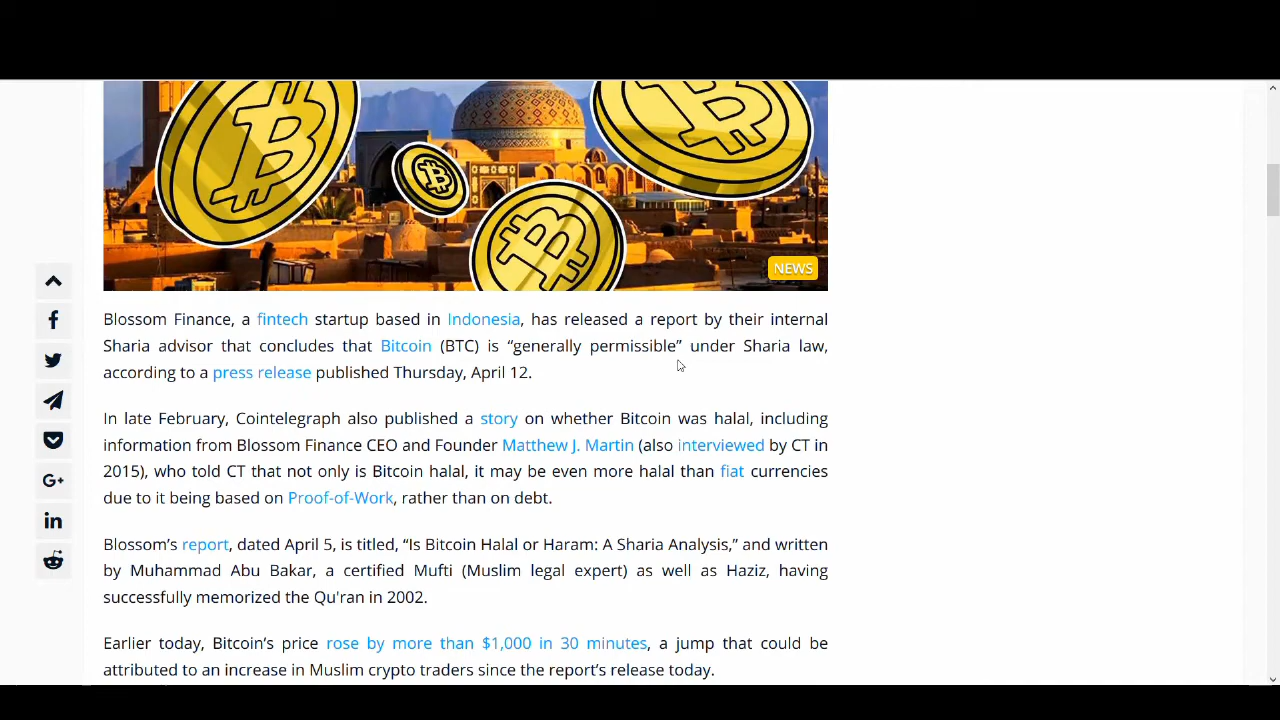 NEWS
Blossom Finance, a fintech startup based in Indonesia, has released a report by their internal
Sharia advisor that concludes that Bitcoin (BTC) is “generally permissible” under Sharia law,
according to a press release published Thursday, April 12.
In late February, Cointelegraph also published a story on whether Bitcoin was halal, including
information from Blossom Finance CEO and Founder Matthew J. Martin (also interviewed by CT in
2015), who told CT that not only is Bitcoin halal, it may be even more halal than fiat currencies
due to it being based on Proof-of-Work, rather than on debt.
Blossom’s report, dated April 5, is titled, “Is Bitcoin Halal or Haram: A Sharia Analysis,” and written
by Muhammad Abu Bakar, a certified Mufti (Muslim legal expert) as well as Haziz, having
successfully memorized the Qu'ran in 2002.
Earlier today, Bitcoin’s price rose by more than $1,000 in 30 minutes, a jump that could be
attributed to an increase in Muslim crypto traders since the report’s release today.